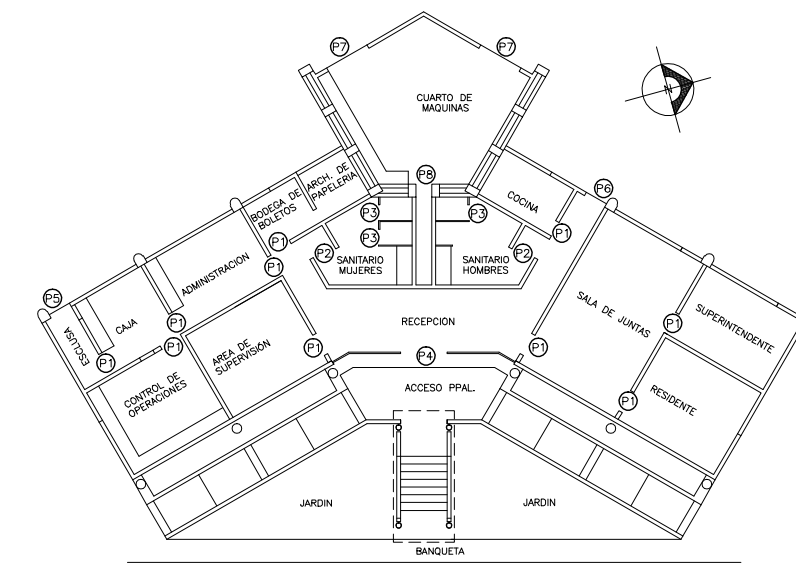 P7
P7
CUARTO DE
MAQUINAS
N
P8
ARCH. DE
PAPELERIA
BODEGA DE
BOLETOS
COCINA
P6
P3
P3
P3
P1
P1
P2
P2
SANITARIO
MUJERES
SANITARIO
HOMBRES
ADMINISTRACION
P1
P5
ESCLUSA
CAJA
P1
P1
P1
AREA DE
SUPERVISIÓN
P1
RECEPCION
P4
P1
SALA DE JUNTAS
P1
SUPERINTENDENTE
CONTROL DE
OPERACIONES
ACCESO PPAL.
RESIDENTE
P1
JARDIN
JARDIN
BANQUETA